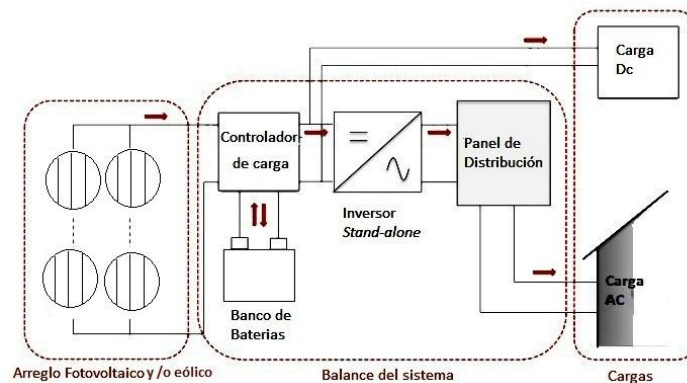 Carga
Dc
Controlador
de carga
Panel de
Distribución
Inversor
Stand-alone
Carga
AC
Banco de
Baterias
Arreglo Fotovoltaico y /o eólico
Balance del sistema
Cargas